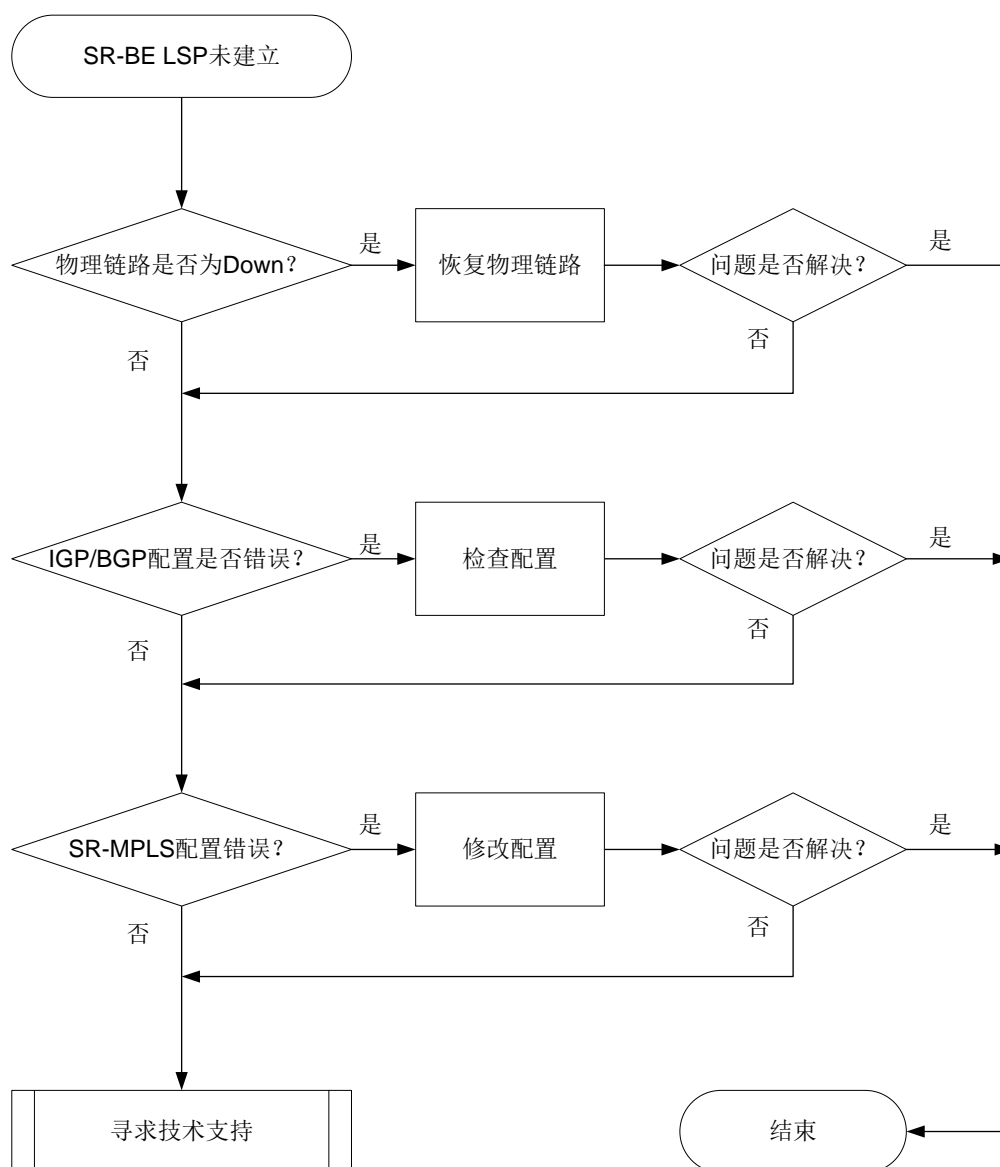 SR-BE LSP未建立
物理链路是否为Down？
是
恢复物理链路
问题是否解决？
是
否
否
IGP/BGP配置是否错误？
是
检查配置
问题是否解决？
是
否
否
SR-MPLS配置错误？
是
修改配置
问题是否解决？
是
否
否
寻求技术支持
结束